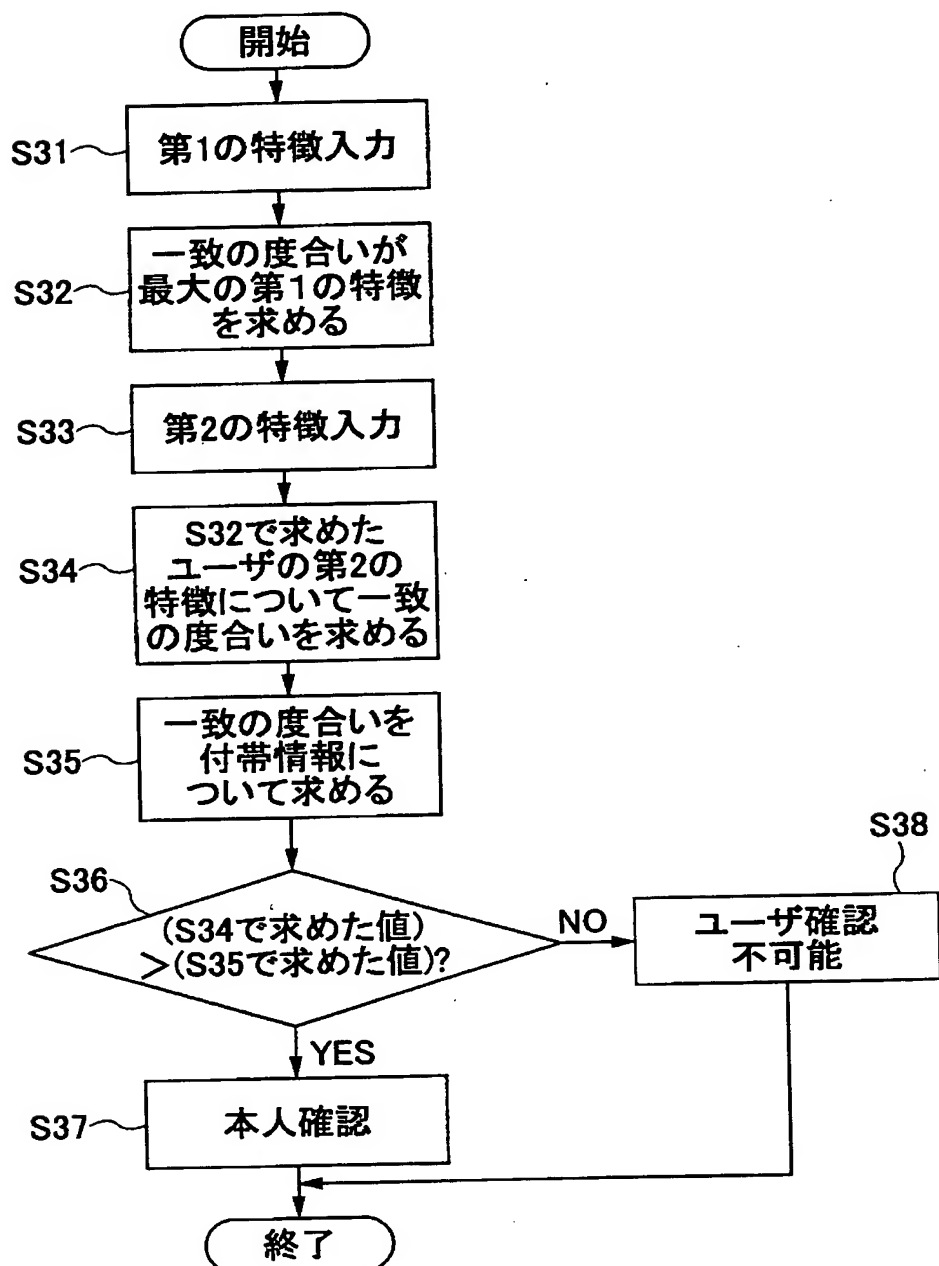 開始
S31
第1の特徴入力
S32
一致の度合いが
最大の第1の特徴
を求める
S33
第2の特徴入力
S34
S32で求めた
ユーザの第2の
特徴について一致
の度合いを求める
S35
一致の度合いを
付帯情報に
ついて求める
S36
(S34で求めた値)
>(S35で求めた値)?
NO
S38
ユーザ確認
不可能
YES
S37
本人確認
終了